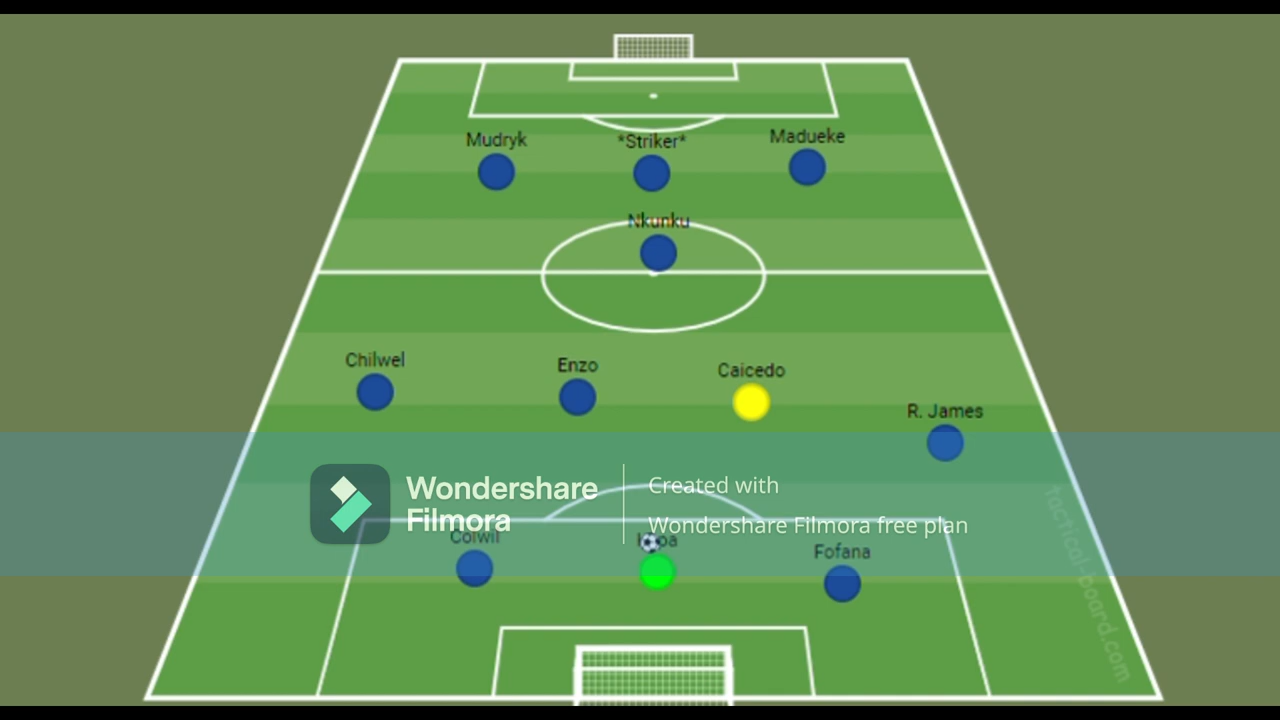 Mudryk
*Striker*
Madueke
Nkunku
Chilwel
Enzo
Caicedo
R. James
Wondershare
Filmora
Created with
Wondershare Filmora free plan
Colwil
Fofana
tactical-board.com